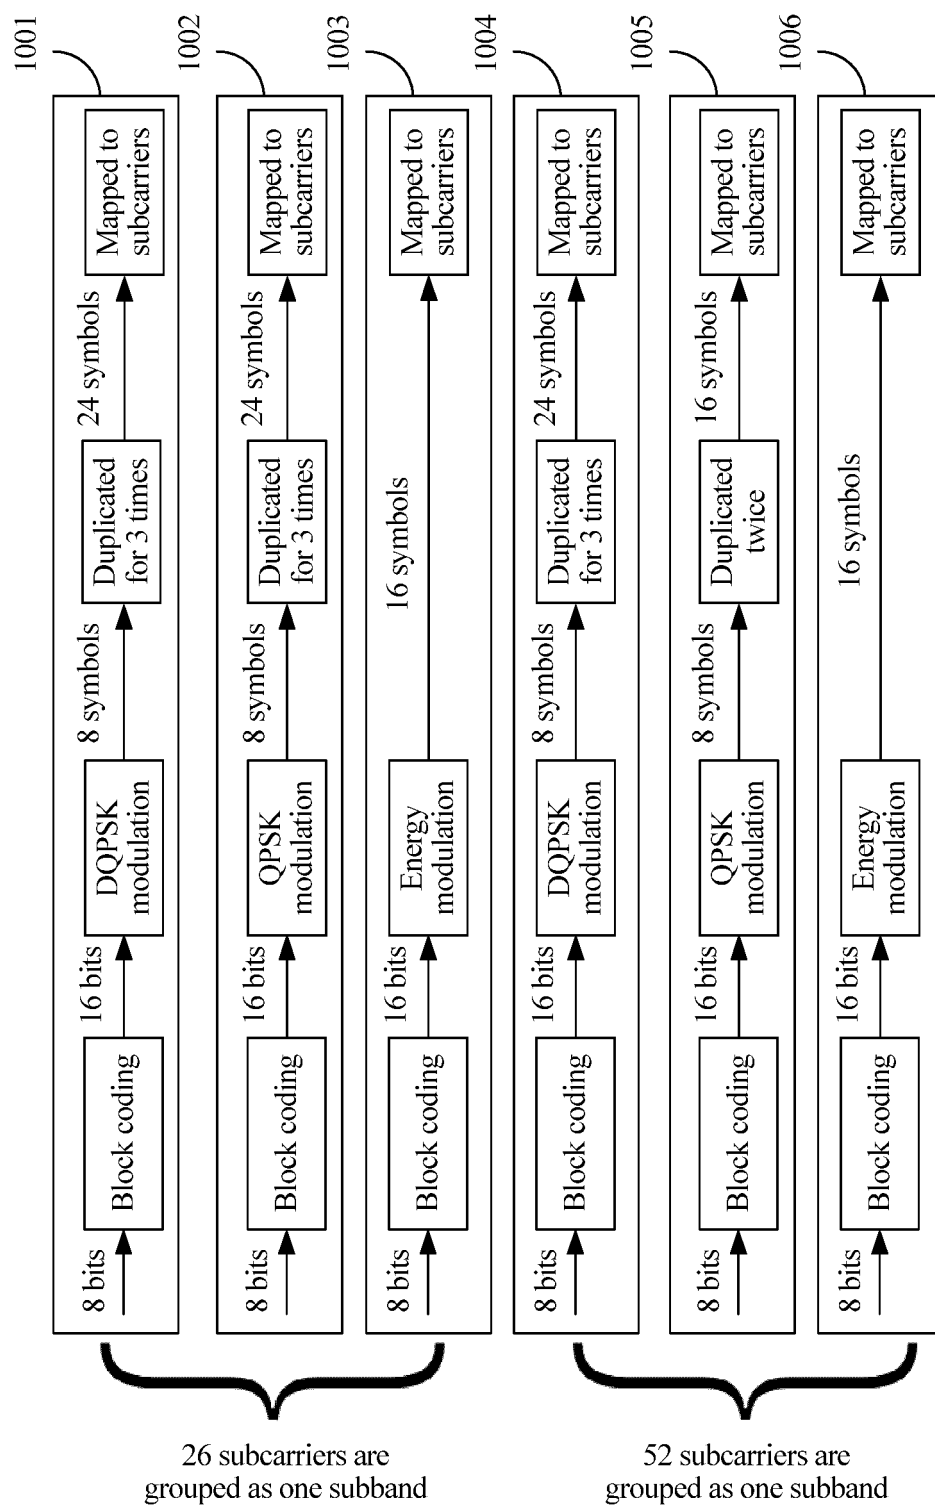 1001
8 bits
Block coding
16 bits
DQPSK
modulation
8 symbols
Duplicated
for 3 times
24 symbols
Mapped to
subcarriers
1002
8 bits
Block coding
16 bits
QPSK
modulation
8 symbols
Duplicated
for 3 times
24 symbols
Mapped to
subcarriers
1003
8 bits
Block coding
16 bits
Energy
modulation
16 symbols
Mapped to
subcarriers
26 subcarriers are
grouped as one subband
1004
8 bits
Block coding
16 bits
DQPSK
modulation
8 symbols
Duplicated
for 3 times
24 symbols
Mapped to
subcarriers
1005
8 bits
Block coding
16 bits
QPSK
modulation
8 symbols
Duplicated
twice
16 symbols
Mapped to
subcarriers
1006
8 bits
Block coding
16 bits
Energy
modulation
16 symbols
Mapped to
subcarriers
52 subcarriers are
grouped as one subband